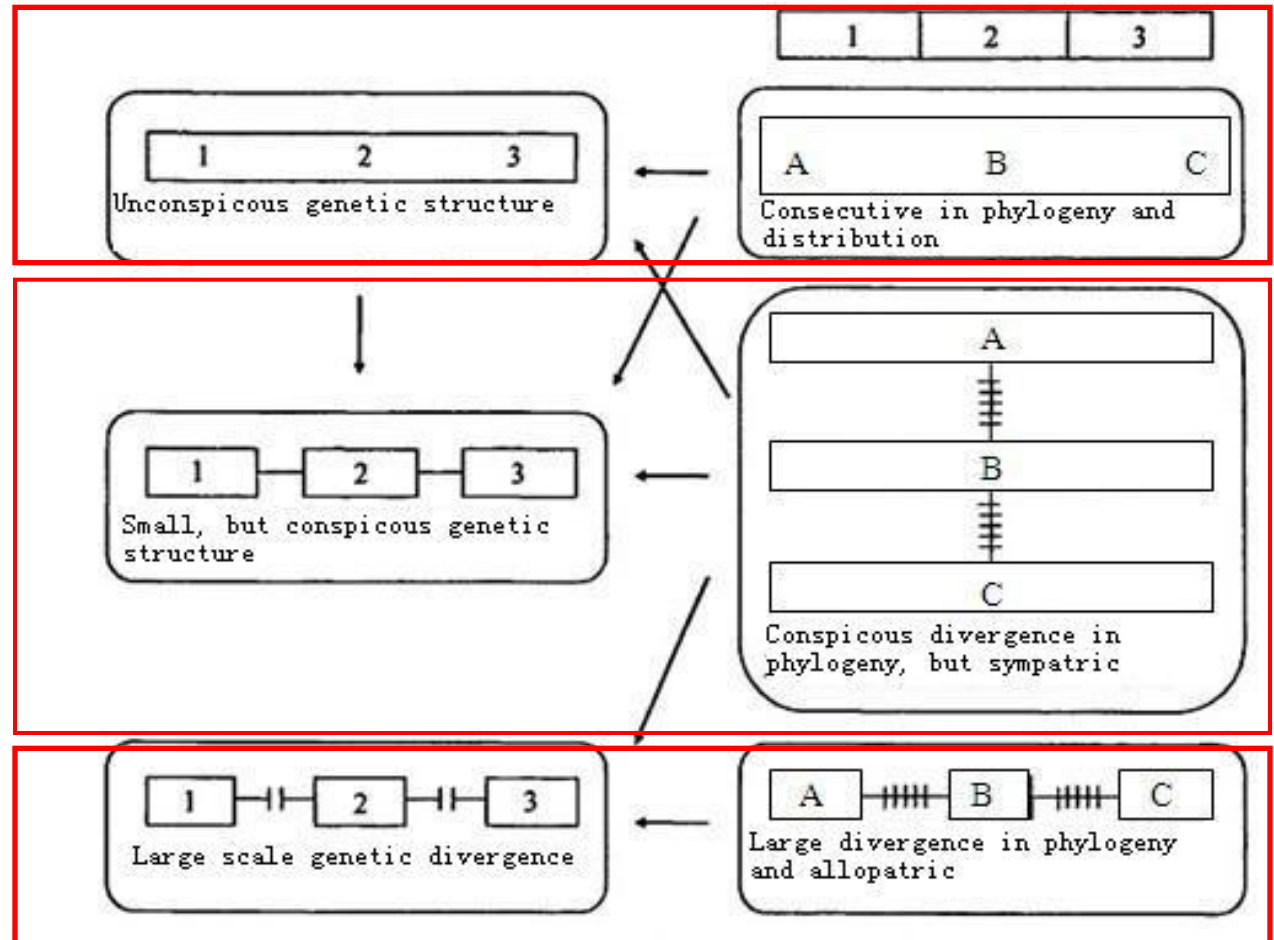 1 2 3
1 2 3
Unconspicous genetic structure
A B C
Consecutive in phylogeny and
distribution
1 2 3
Small, but conspicous genetic
structure
A
B
C
Conspicous divergence in
phylogeny, but sympatric
1 2 3
Large scale genetic divergence
A B C
Large divergence in phylogeny
and allopatric